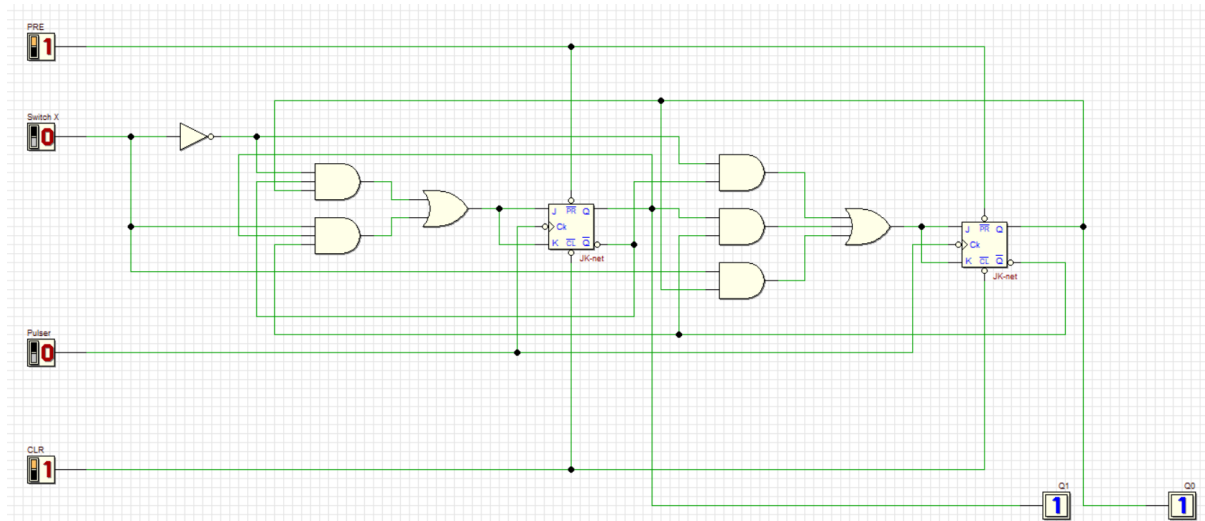 PRE
1
Switch X
0
J PR Q
Ck
K CL Q
JK-net
J PR Q
Ck
K CL Q
JK-net
Pulser
0
CLR
1
Q1
1
Q0
1